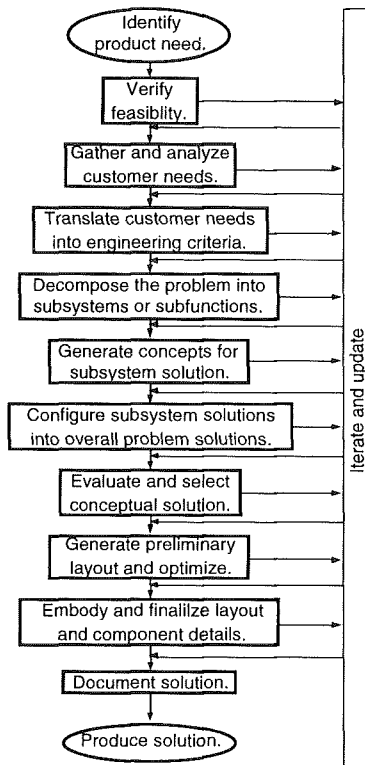 Identify
product need.
Verify
feasiblity.
Gather and analyze
customer needs.
Translate customer needs
into engineering criteria.
Decompose the problem into
subsystems or subfunctions.
Generate concepts for
subsystem solution.
Configure subsystem solutions
into overall problem solutions.
Evaluate and select
conceptual solution.
Generate preliminary
layout and optimize.
Embody and finalilze layout
and component details.
Document solution.
Produce solution.
Iterate and update